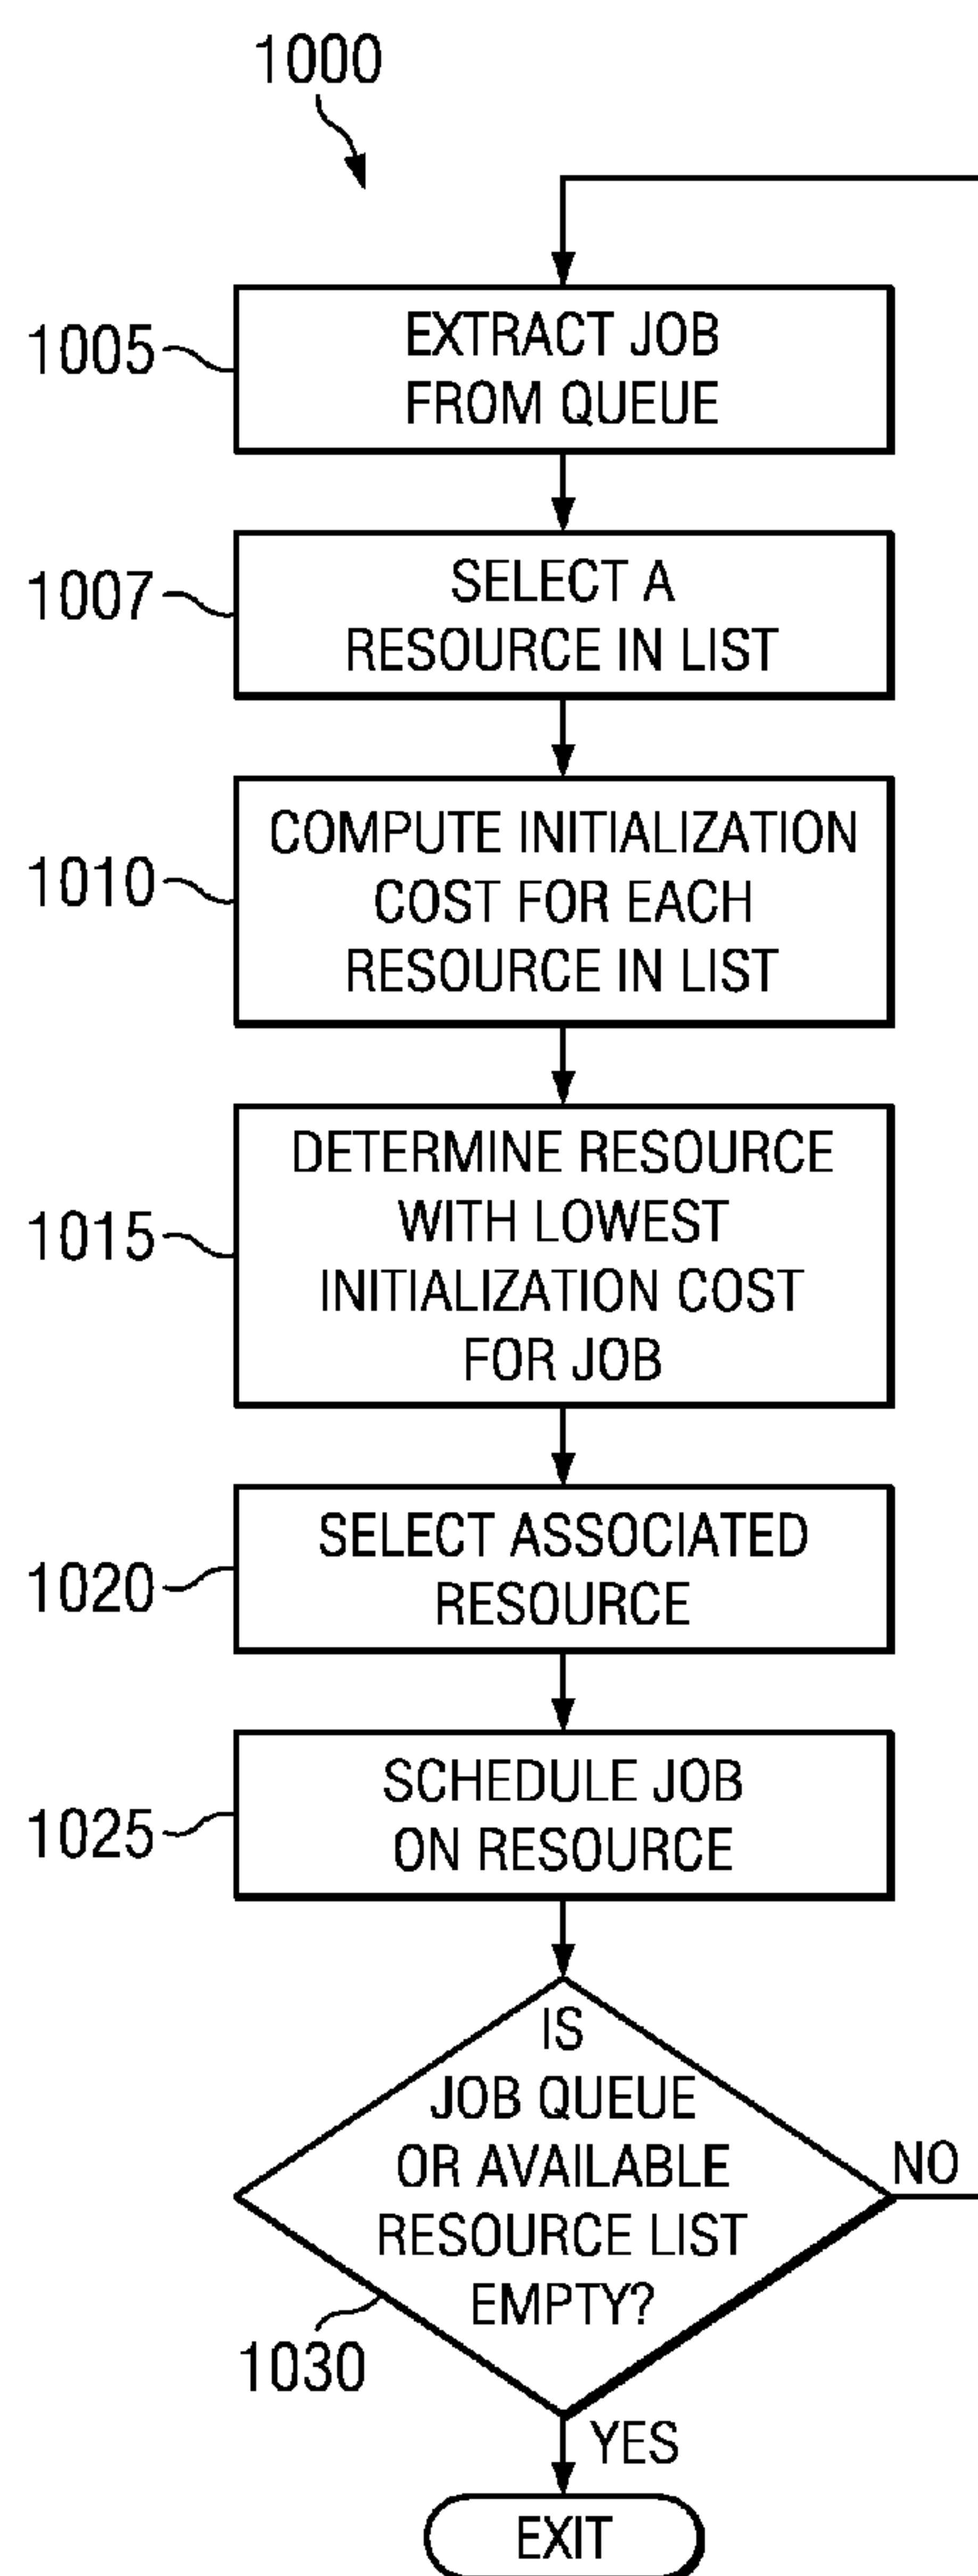 1000
1005
EXTRACT JOB
FROM QUEUE
1007
SELECT A
RESOURCE IN LIST
1010
COMPUTE INITIALIZATION
COST FOR EACH
RESOURCE IN LIST
1015
DETERMINE RESOURCE
WITH LOWEST
INITIALIZATION COST
FOR JOB
1020
SELECT ASSOCIATED
RESOURCE
1025
SCHEDULE JOB
ON RESOURCE
IS
JOB QUEUE
OR AVAILABLE
RESOURCE LIST
EMPTY?
NO
1030
YES
EXIT